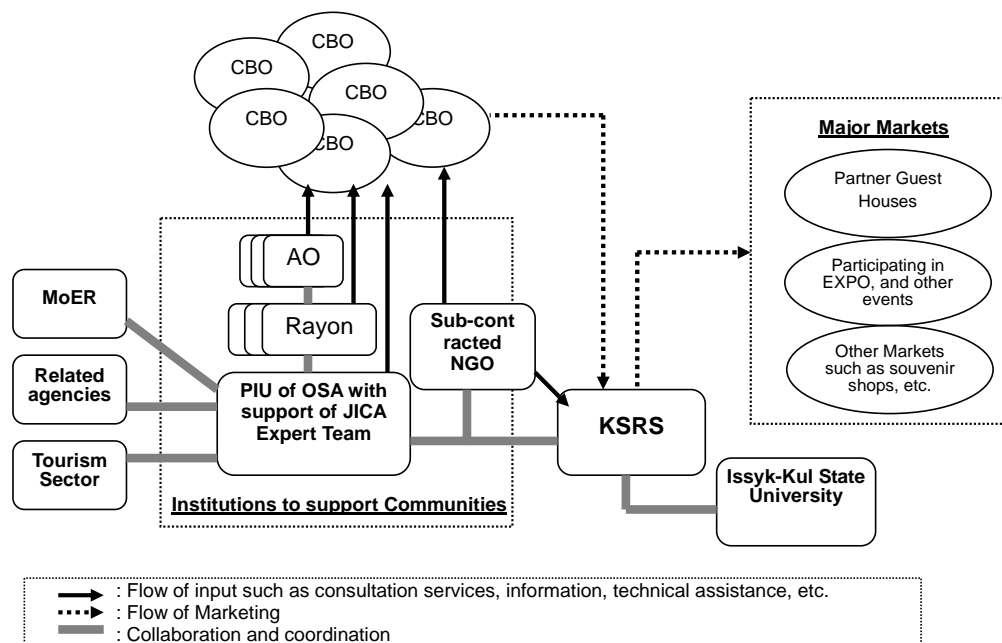 CBO
CBO
CBO
CBO
CBO
CBO
Major Markets
Partner Guest
Houses
Participating in
EXPO, and other
events
Other Markets
such as souvenir
shops, etc.
AO
MoER
Rayon
Sub-cont
racted
NGO
Related
agencies
PIU of OSA with
support of JICA
Expert Team
KSRS
Tourism
Sector
Issyk-Kul State
University
Institutions to support Communities
: Flow of input such as consultation services, information, technical assistance, etc.
: Flow of Marketing
: Collaboration and coordination